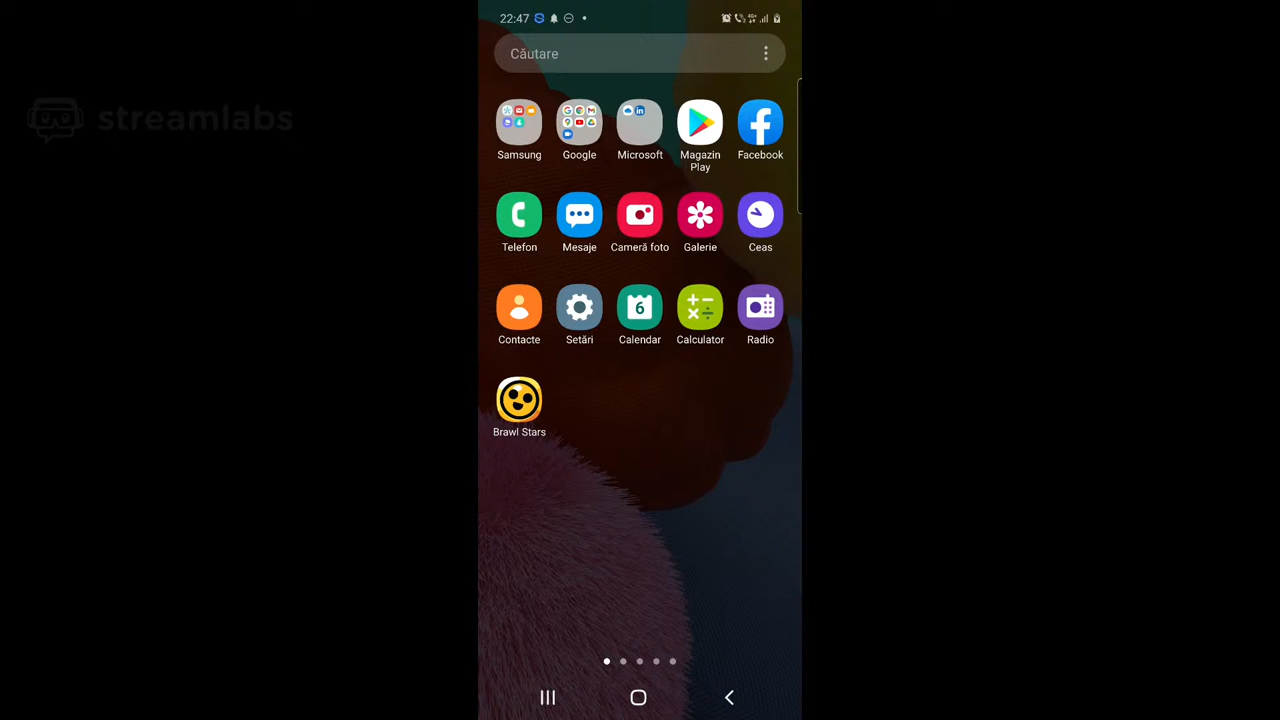 22:47
streamlabs
Căutare
Samsung
Google
Microsoft
Magazin
Play
Facebook
Telefon
Mesaje
Cameră foto
Galerie
Ceas
Contacte
Setări
6
Calendar
Calculator
Radio
Brawl Stars